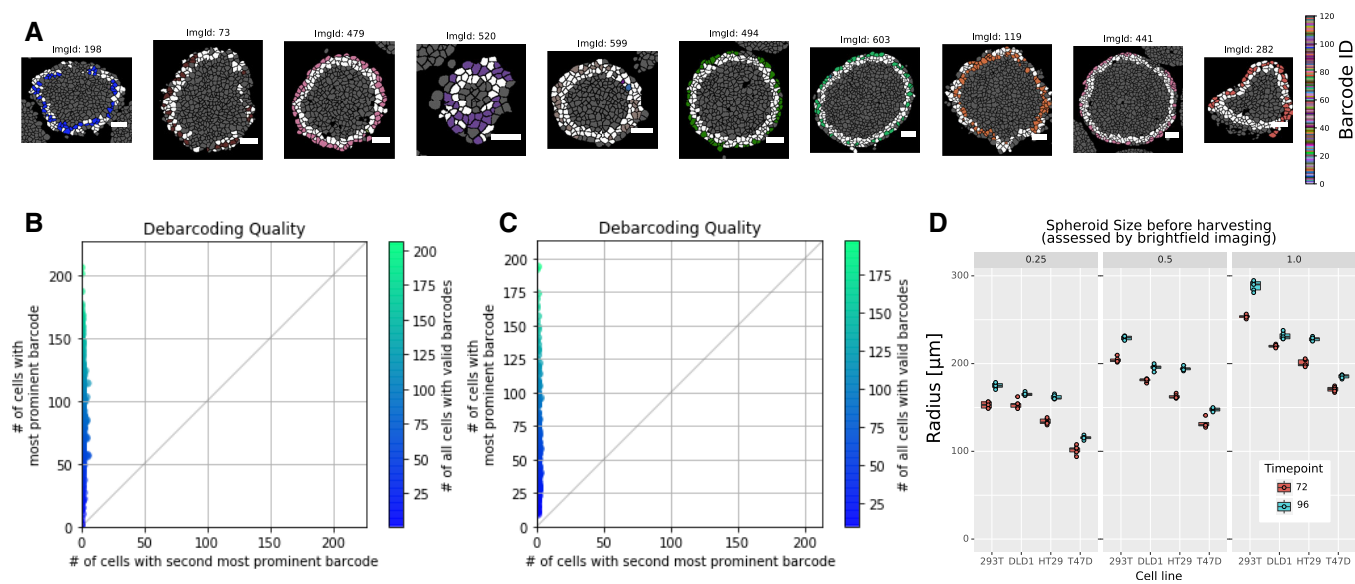 A
ImgId: 198
ImgId: 73
ImgId: 479
ImgId: 520
ImgId: 599
ImgId: 494
ImgId: 603
ImgId: 119
ImgId: 441
ImgId: 282
120
100
80
60
40
20
0
Barcode ID
B
Debarcoding Quality
# of cells with
most prominent barcode
200
150
100
50
0
0 50 100 150 200
# of cells with second most prominent barcode
200
175
150
125
100
75
50
25
# of all cells with valid barcodes
C
Debarcoding Quality
# of cells with
most prominent barcode
200
175
150
125
100
75
50
25
0
0 50 100 150 200
# of cells with second most prominent barcode
175
150
125
100
75
50
25
# of all cells with valid barcodes
D
Spheroid Size before harvesting
(assessed by brightfield imaging)
0.25 0.5 1.0
Radius [µm]
300
200
100
0
Timepoint
72
96
293T DLD1 HT29 T47D 293T DLD1 HT29 T47D 293T DLD1 HT29 T47D
Cell line